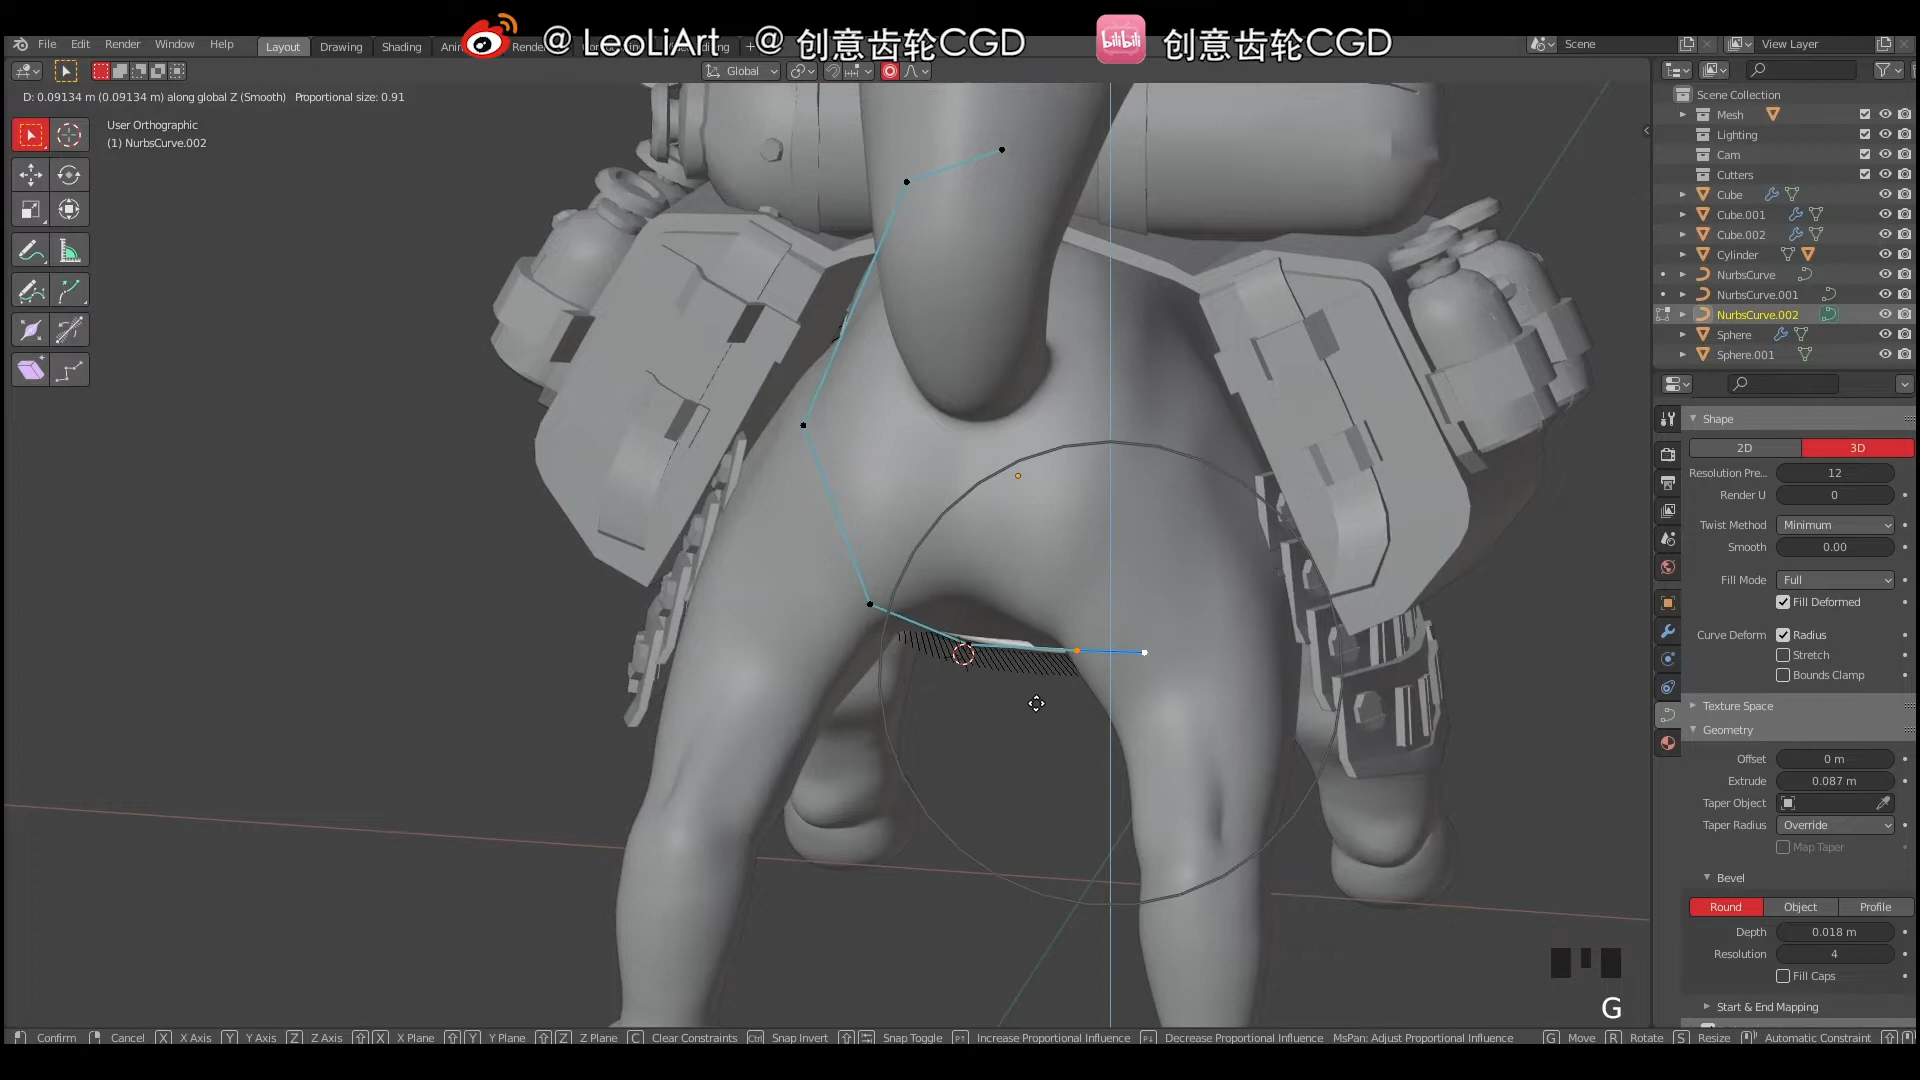 @ LeoLiArt @ 创意齿轮CGD bilibili 创意齿轮CGD
File Edit Render Window Help Layout Drawing Shading Scene View Layer
Global
D: 0.09134 m (0.09134 m) along global Z (Smooth) Proportional size: 0.91
User Orthographic
(1) NurbsCurve.002
Scene Collection
Mesh
Lighting
Cam
Cutters
Cube
Cube.001
Cube.002
Cylinder
NurbsCurve
NurbsCurve.001
NurbsCurve.002
Sphere
Sphere.001
Shape
2D 3D
Resolution Pre... 12
Render U 0
Twist Method Minimum
Smooth 0.00
Fill Mode Full
Fill Deformed
Curve Deform Radius
Stretch
Bounds Clamp
Texture Space
Geometry
Offset 0 m
Extrude 0.087 m
Taper Object
Taper Radius Override
Map Taper
Bevel
Round Object Profile
Depth 0.018 m
Resolution 4
Fill Caps
Start & End Mapping
G
Confirm Cancel X X Axis Y Y Axis Z Z Axis X X Plane Y Y Plane Z Z Plane C Clear Constraints Ctrl Snap Invert Snap Toggle Increase Proportional Influence Decrease Proportional Influence MsPan: Adjust Proportional Influence G Move R Rotate S Resize Automatic Constraint